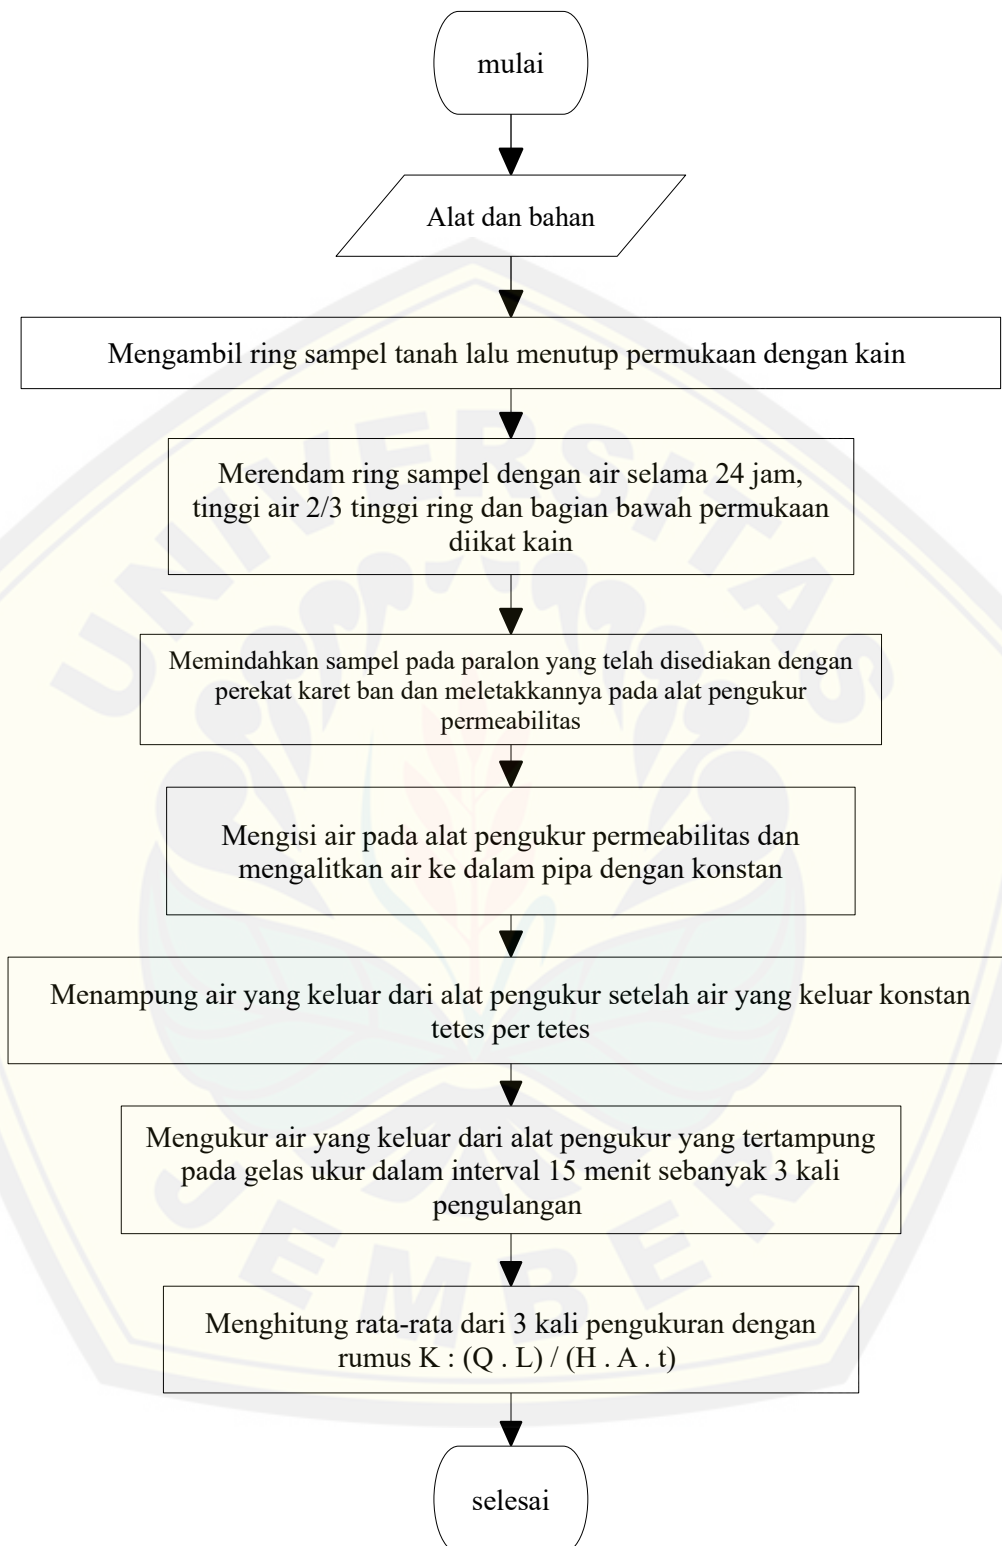 mulai
Alat dan bahan
Mengambil ring sampel tanah lalu menutup permukaan dengan kain
Merendam ring sampel dengan air selama 24 jam,
tinggi air 2/3 tinggi ring dan bagian bawah permukaan
diikat kain
Memindahkan sampel pada paralon yang telah disediakan dengan
perekat karet ban dan meletakkannya pada alat pengukur
permeabilitas
Mengisi air pada alat pengukur permeabilitas dan
mengalitkan air ke dalam pipa dengan konstan
Menampung air yang keluar dari alat pengukur setelah air yang keluar konstan
tetes per tetes
Mengukur air yang keluar dari alat pengukur yang tertampung
pada gelas ukur dalam interval 15 menit sebanyak 3 kali
pengulangan
Menghitung rata-rata dari 3 kali pengukuran dengan
rumus K : (Q . L) / (H . A . t)
selesai
UNIVERSITAS
JEMBER